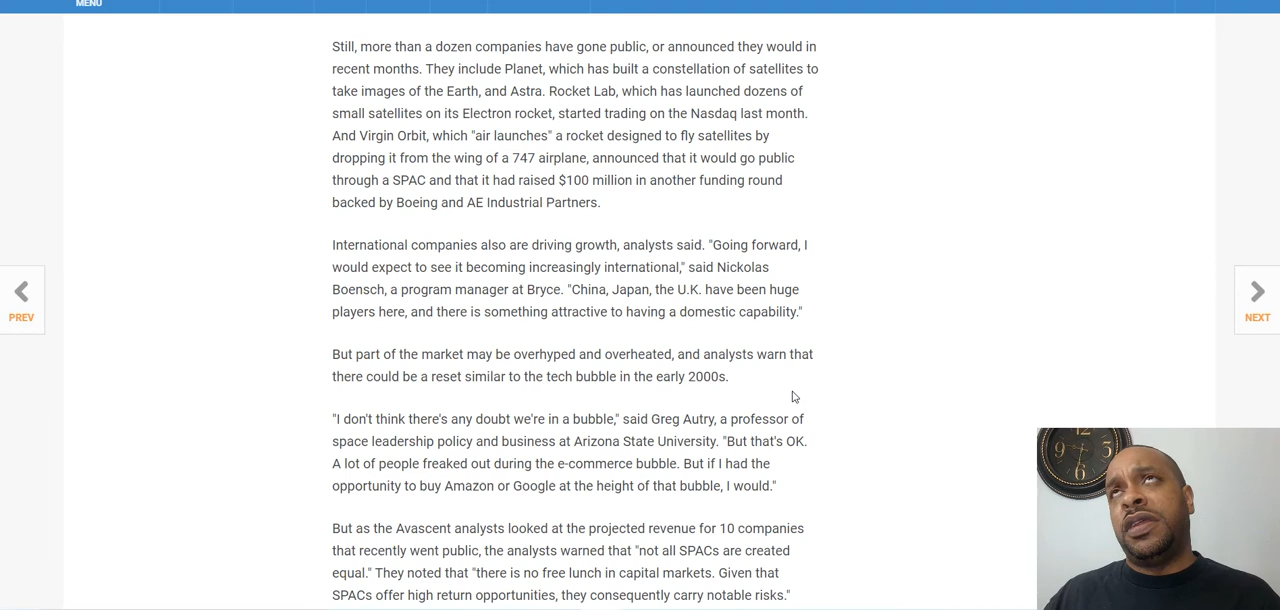 MENU
Still, more than a dozen companies have gone public, or announced they would in
recent months. They include Planet, which has built a constellation of satellites to
take images of the Earth, and Astra. Rocket Lab, which has launched dozens of
small satellites on its Electron rocket, started trading on the Nasdaq last month.
And Virgin Orbit, which "air launches" a rocket designed to fly satellites by
dropping it from the wing of a 747 airplane, announced that it would go public
through a SPAC and that it had raised $100 million in another funding round
backed by Boeing and AE Industrial Partners.
International companies also are driving growth, analysts said. "Going forward, I
would expect to see it becoming increasingly international," said Nickolas
Boensch, a program manager at Bryce. "China, Japan, the U.K. have been huge
players here, and there is something attractive to having a domestic capability."
PREV
NEXT
But part of the market may be overhyped and overheated, and analysts warn that
there could be a reset similar to the tech bubble in the early 2000s.
"I don't think there's any doubt we're in a bubble," said Greg Autry, a professor of
space leadership policy and business at Arizona State University. "But that's OK.
A lot of people freaked out during the e-commerce bubble. But if I had the
opportunity to buy Amazon or Google at the height of that bubble, I would."
But as the Avascent analysts looked at the projected revenue for 10 companies
that recently went public, the analysts warned that "not all SPACs are created
equal." They noted that "there is no free lunch in capital markets. Given that
SPACs offer high return opportunities, they consequently carry notable risks."
12
9 3
6